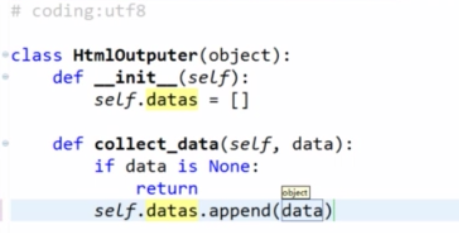 # coding:utf8
class HtmlOutputer(object):
    def __init__(self):
        self.datas = []
    def collect_data(self, data):
        if data is None:
            return
object
        self.datas.append(data)